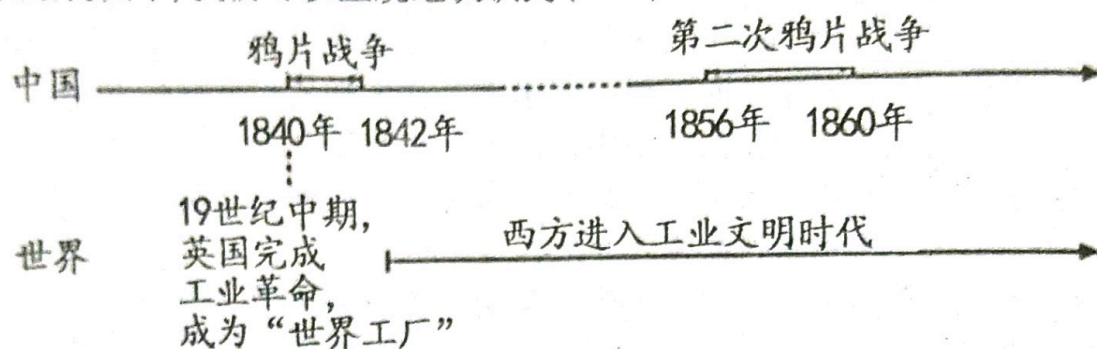 鸦片战争
第二次鸦片战争
中国
1840年 1842年
1856年 1860年
19世纪中期，
英国完成
工业革命，
成为“世界工厂”
世界
西方进入工业文明时代